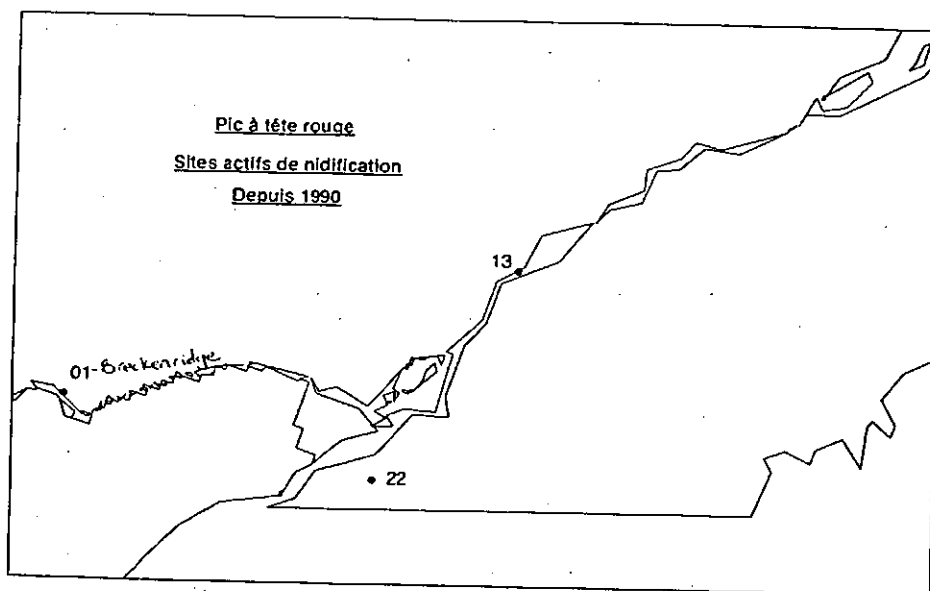 Pic à tête rouge
Sites actifs de nidification
Depuis 1990
13
01-Breckenridge
22